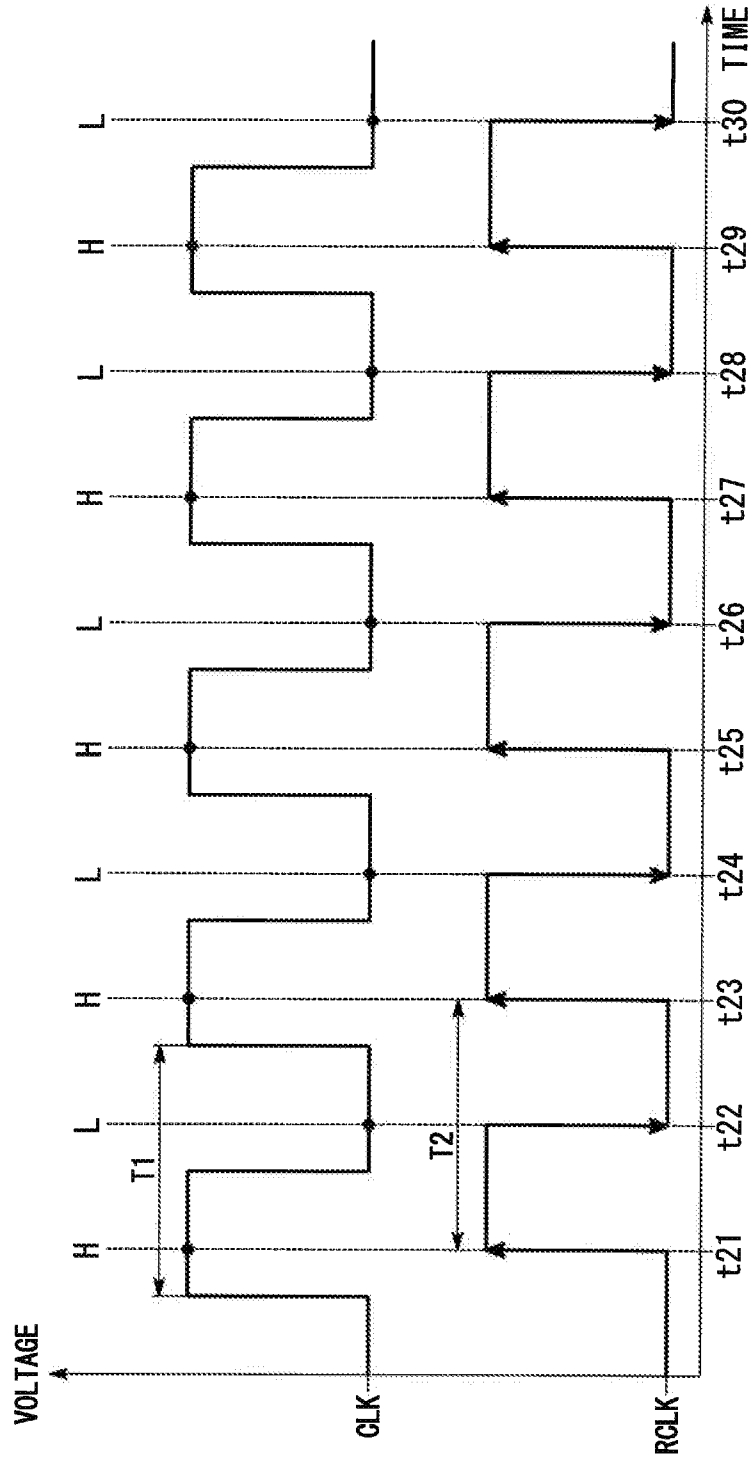 VOLTAGE
H L H L H L H L H L
T1
CLK
T2
RCLK
t21 t22 t23 t24 t25 t26 t27 t28 t29 t30 TIME